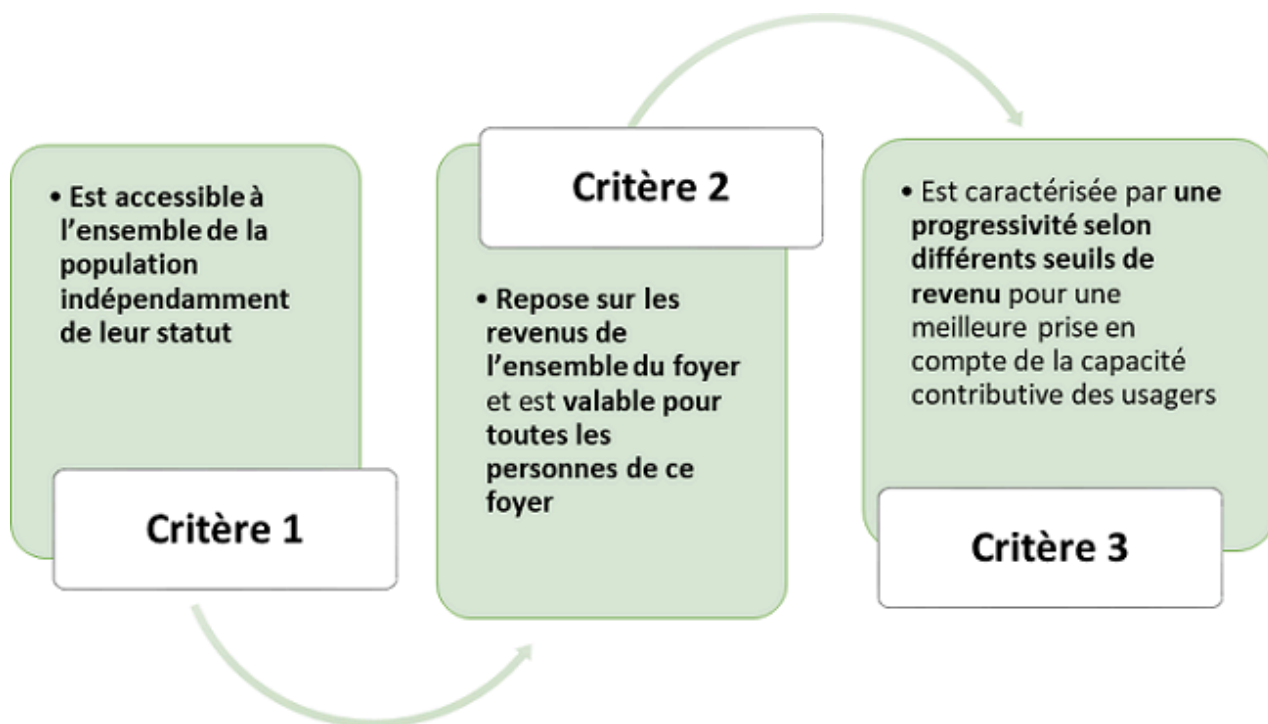 • Est accessible à
l'ensemble de la
population
indépendamment
de leur statut
Critère 1
Critère 2
• Repose sur les
revenus de
l'ensemble du foyer
et est valable pour
toutes les
personnes de ce
foyer
• Est caractérisée par une
progressivité selon
différents seuils de
revenu pour une
meilleure prise en
compte de la capacité
contributive des usagers
Critère 3